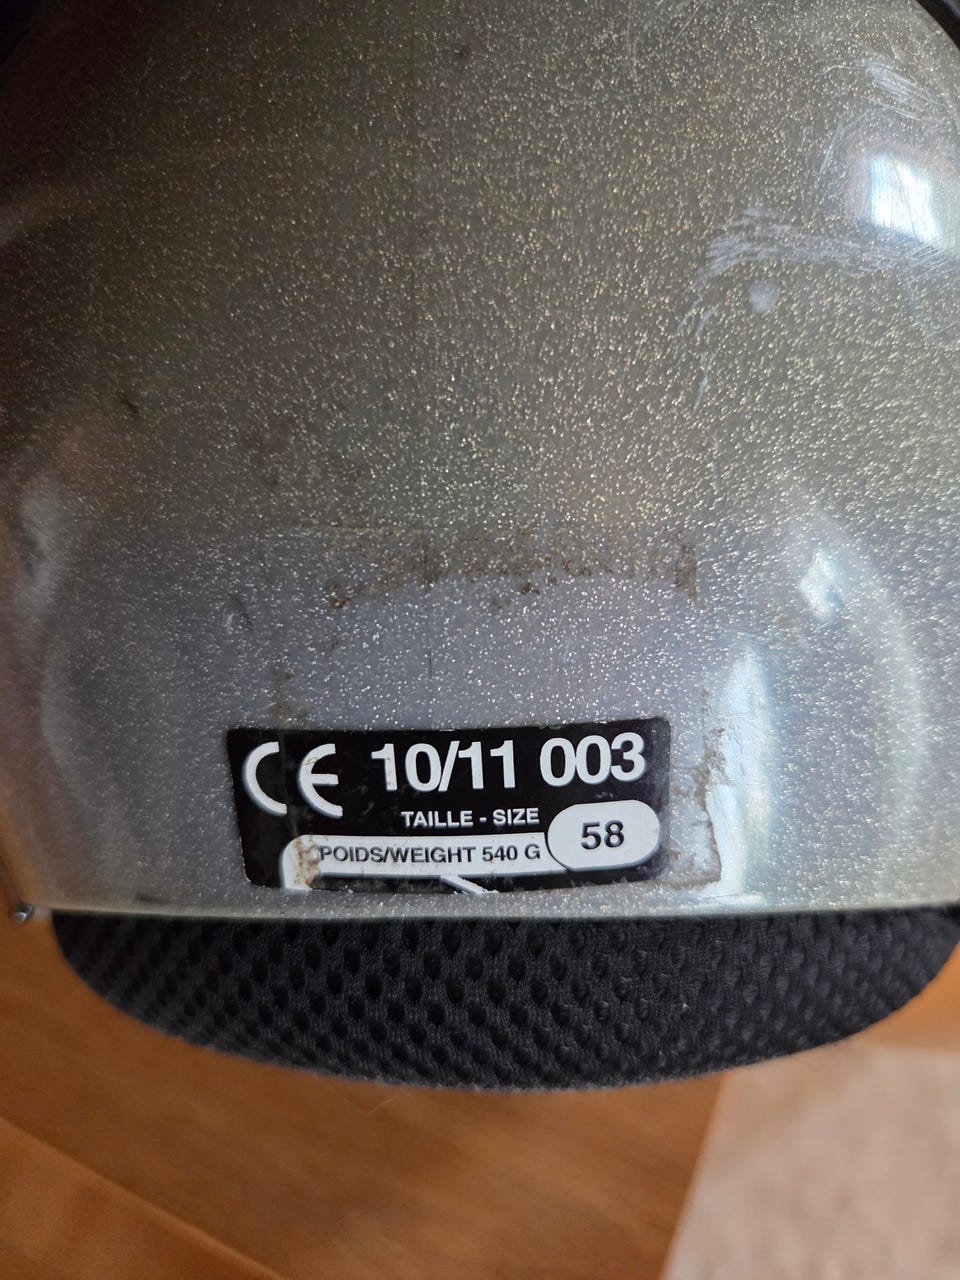 CE 10/11 003
TAILLE - SIZE
58
POIDS/WEIGHT 540 G